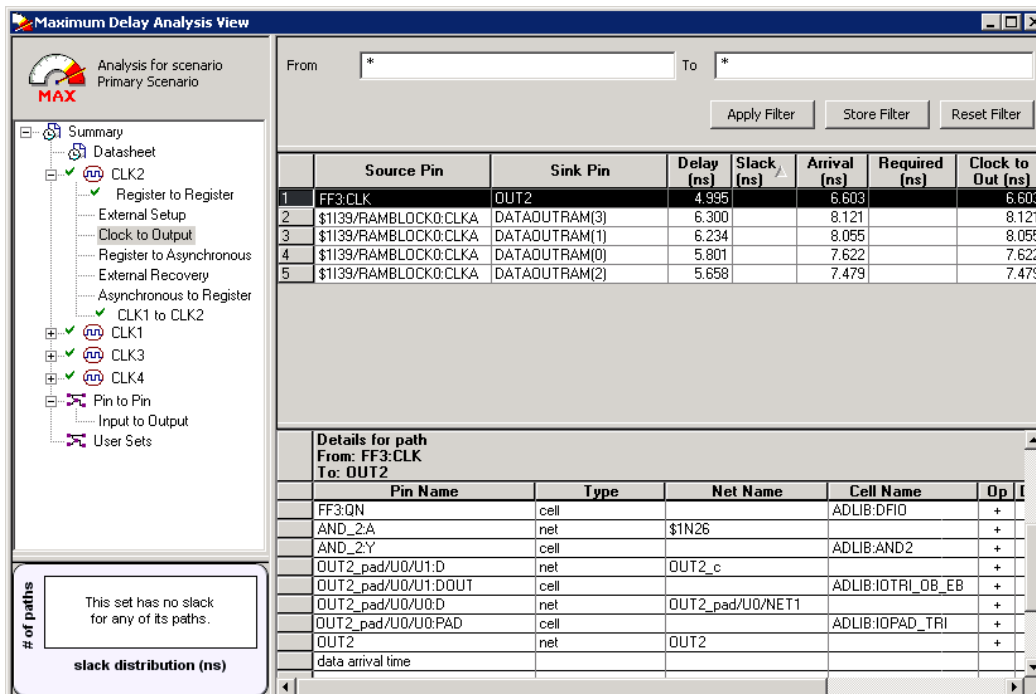 Maximum Delay Analysis View
Analysis for scenario
Primary Scenario
MAX
Summary
Datasheet
CLK2
Register to Register
External Setup
Clock to Output
Register to Asynchronous
External Recovery
Asynchronous to Register
CLK1 to CLK2
CLK1
CLK3
CLK4
Pin to Pin
Input to Output
User Sets
# of paths
This set has no slack
for any of its paths.
slack distribution (ns)
From * To *
Apply Filter Store Filter Reset Filter
Source Pin Sink Pin Delay (ns) Slack (ns) Arrival (ns) Required (ns) Clock to Out (ns)
1 FF3:CLK OUT2 4.995 6.603 6.603
2 $1I39/RAMBLOCK0:CLKA DATAOUTRAM(3) 6.300 8.121 8.121
3 $1I39/RAMBLOCK0:CLKA DATAOUTRAM(1) 6.234 8.055 8.055
4 $1I39/RAMBLOCK0:CLKA DATAOUTRAM(0) 5.801 7.622 7.622
5 $1I39/RAMBLOCK0:CLKA DATAOUTRAM(2) 5.658 7.479 7.479
Details for path
From: FF3:CLK
To: OUT2
Pin Name Type Net Name Cell Name Op
FF3:QN cell ADLIB:DFI0 +
AND_2:A net $1N26 +
AND_2:Y cell ADLIB:AND2 +
OUT2_pad/U0/U1:D net OUT2_c +
OUT2_pad/U0/U1:DOUT cell ADLIB:IOTRI_OB_EB +
OUT2_pad/U0/U0:D net OUT2_pad/U0/NET1 +
OUT2_pad/U0/U0:PAD cell ADLIB:IOPAD_TRI +
OUT2 net OUT2 +
data arrival time